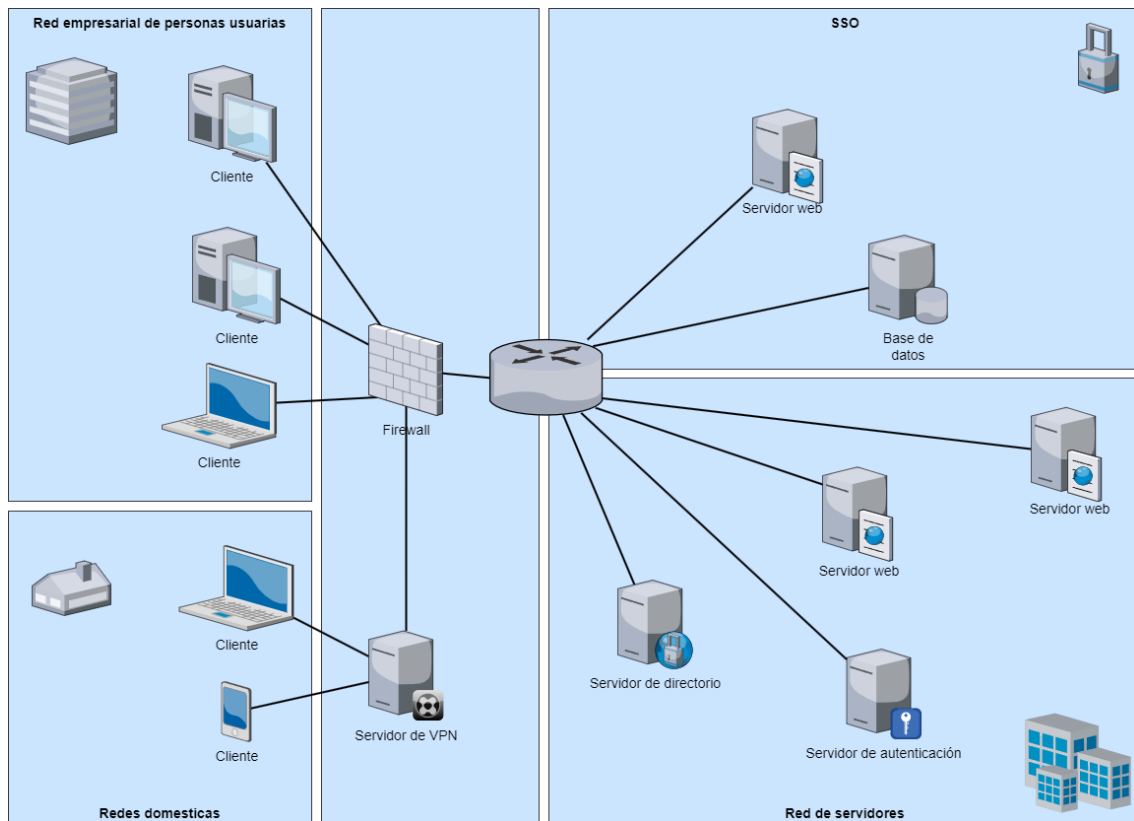 Red empresarial de personas usuarias
SSO
Cliente
Servidor web
Cliente
Base de
datos
Firewall
Cliente
Servidor web
Servidor web
Cliente
Servidor de directorio
Servidor de VPN
Cliente
Servidor de autenticación
Redes domesticas
Red de servidores